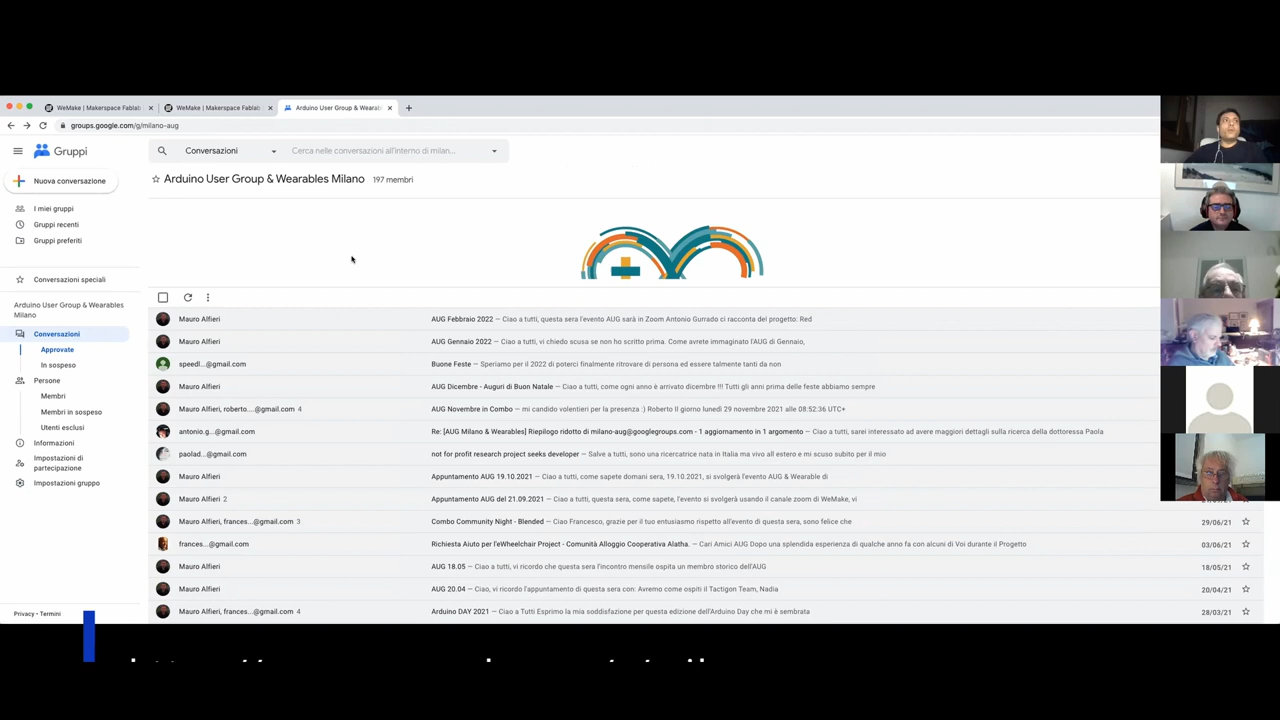 WeMake | Makerspace Fablab
WeMake | Makerspace Fablab
Arduino User Group & Wearabl
groups.google.com/g/milano-aug
Gruppi
Conversazioni
Cerca nelle conversazioni all'interno di milan...
Nuova conversazione
Arduino User Group & Wearables Milano 197 membri
I miei gruppi
Gruppi recenti
Gruppi preferiti
Conversazioni speciali
Arduino User Group & Wearables
Milano
Conversazioni
Approvate
In sospeso
Persone
Membri
Membri in sospeso
Utenti esclusi
Informazioni
Impostazioni di
partecipazione
Impostazioni gruppo
Privacy • Termini
Mauro Alfieri AUG Febbraio 2022 — Ciao a tutti, questa sera l'evento AUG sarà in Zoom Antonio Gurrado ci racconta del progetto: Red
Mauro Alfieri AUG Gennaio 2022 — Ciao a tutti, vi chiedo scusa se non ho scritto prima. Come avrete immaginato l'AUG di Gennaio,
speedl...@gmail.com Buone Feste — Speriamo per il 2022 di poterci finalmente ritrovare di persona ed essere talmente tanti da non
Mauro Alfieri AUG Dicembre - Auguri di Buon Natale — Ciao a tutti, come ogni anno è arrivato dicembre !!! Tutti gli anni prima delle feste abbiamo sempre
Mauro Alfieri, roberto....@gmail.com 4 AUG Novembre in Combo — mi candido volentieri per la presenza :) Roberto Il giorno lunedì 29 novembre 2021 alle 08:52:36 UTC+
antonio.g...@gmail.com Re: [AUG Milano & Wearables] Riepilogo ridotto di milano-aug@googlegroups.com - 1 aggiornamento in 1 argomento — Ciao a tutti, sarei interessato ad avere maggiori dettagli sulla ricerca della dottoressa Paola
paolad...@gmail.com not for profit research project seeks developer — Salve a tutti, sono una ricercatrice nata in Italia ma vivo all estero e mi scuso subito per il mio
Mauro Alfieri Appuntamento AUG 19.10.2021 — Ciao a tutti, come sapete domani sera, 19.10.2021, si svolgerà l'evento AUG & Wearable di
Mauro Alfieri 2 Appuntamento AUG del 21.09.2021 — Ciao a tutti, questa sera, come sapete, l'evento si svolgerà usando il canale zoom di WeMake, vi
Mauro Alfieri, frances...@gmail.com 3 Combo Community Night - Blended — Ciao Francesco, grazie per il tuo entusiasmo rispetto all'evento di questa sera, sono felice che 29/06/21
frances...@gmail.com Richiesta Aiuto per l'eWheelchair Project - Comunità Alloggio Cooperativa Alatha. — Cari Amici AUG Dopo una splendida esperienza di qualche anno fa con alcuni di Voi durante il Progetto 03/06/21
Mauro Alfieri AUG 18.05 — Ciao a tutti, vi ricordo che questa sera l'incontro mensile ospita un membro storico dell'AUG 18/05/21
Mauro Alfieri AUG 20.04 — Ciao, vi ricordo l'appuntamento di questa sera con: Avremo come ospiti il Tactigon Team, Nadia 20/04/21
Mauro Alfieri, frances...@gmail.com 4 Arduino DAY 2021 — Ciao a Tutti Esprimo la mia soddisfazione per questa edizione dell'Arduino Day che mi è sembrata 28/03/21